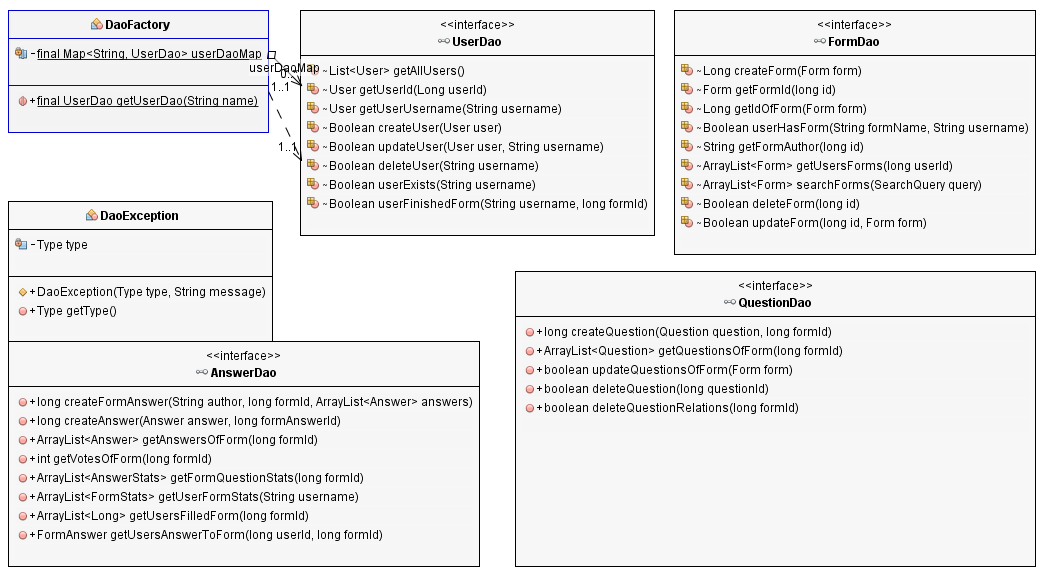 DaoFactory
-final Map<String, UserDao> userDaoMap
+final UserDao getUserDao(String name)
userDaoMap
0..*
1..1
1..1
<<interface>>
UserDao
~List<User> getAllUsers()
~User getUserId(Long userId)
~User getUserUsername(String username)
~Boolean createUser(User user)
~Boolean updateUser(User user, String username)
~Boolean deleteUser(String username)
~Boolean userExists(String username)
~Boolean userFinishedForm(String username, long formId)
<<interface>>
FormDao
~Long createForm(Form form)
~Form getFormId(long id)
~Long getIdOfForm(Form form)
~Boolean userHasForm(String formName, String username)
~String getFormAuthor(long id)
~ArrayList<Form> getUsersForms(long userId)
~ArrayList<Form> searchForms(SearchQuery query)
~Boolean deleteForm(long id)
~Boolean updateForm(long id, Form form)
DaoException
-Type type
+DaoException(Type type, String message)
+Type getType()
<<interface>>
AnswerDao
+long createFormAnswer(String author, long formId, ArrayList<Answer> answers)
+long createAnswer(Answer answer, long formAnswerId)
+ArrayList<Answer> getAnswersOfForm(long formId)
+int getVotesOfForm(long formId)
+ArrayList<AnswerStats> getFormQuestionStats(long formId)
+ArrayList<FormStats> getUserFormStats(String username)
+ArrayList<Long> getUsersFilledForm(long formId)
+FormAnswer getUsersAnswerToForm(long userId, long formId)
<<interface>>
QuestionDao
+long createQuestion(Question question, long formId)
+ArrayList<Question> getQuestionsOfForm(long formId)
+boolean updateQuestionsOfForm(Form form)
+boolean deleteQuestion(long questionId)
+boolean deleteQuestionRelations(long formId)